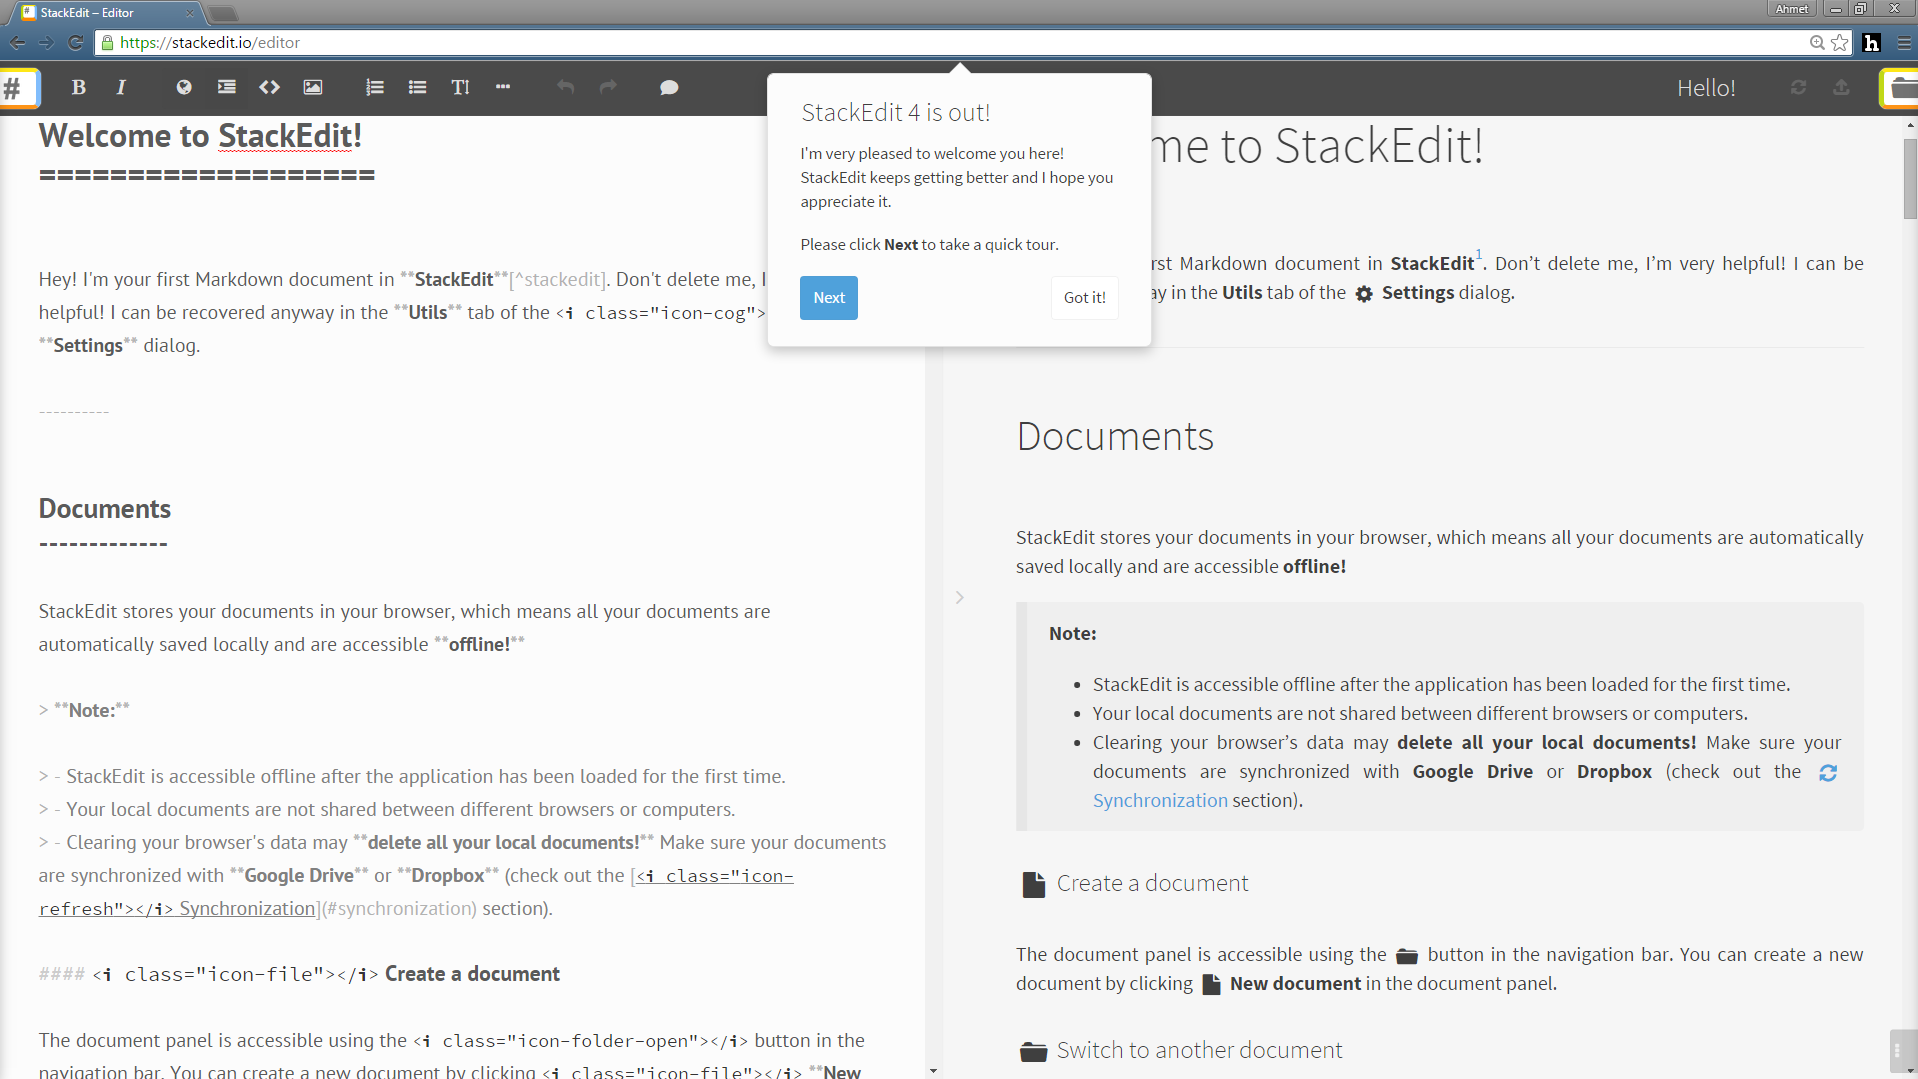 StackEdit – Editor
Ahmet
https://stackedit.io/editor
h
#
B I
Hello!
StackEdit 4 is out!
I'm very pleased to welcome you here!
StackEdit keeps getting better and I hope you
appreciate it.
Please click Next to take a quick tour.
Next
Got it!
Welcome to StackEdit!
===================
Hey! I'm your first Markdown document in **StackEdit**[^stackedit]. Don't delete me, I
helpful! I can be recovered anyway in the **Utils** tab of the <i class="icon-cog">
**Settings** dialog.
----------
Documents
-------------
StackEdit stores your documents in your browser, which means all your documents are
automatically saved locally and are accessible **offline!**
> **Note:**
> - StackEdit is accessible offline after the application has been loaded for the first time.
> - Your local documents are not shared between different browsers or computers.
> - Clearing your browser's data may **delete all your local documents!** Make sure your documents
are synchronized with **Google Drive** or **Dropbox** (check out the [<i class="icon-
refresh"></i> Synchronization](#synchronization) section).
#### <i class="icon-file"></i> Create a document
The document panel is accessible using the <i class="icon-folder-open"></i> button in the
navigation bar. You can create a new document by clicking <i class="icon-file"></i> **New
me to StackEdit!
rst Markdown document in StackEdit1. Don’t delete me, I’m very helpful! I can be
ay in the Utils tab of the Settings dialog.
Documents
StackEdit stores your documents in your browser, which means all your documents are automatically
saved locally and are accessible offline!
Note:
• StackEdit is accessible offline after the application has been loaded for the first time.
• Your local documents are not shared between different browsers or computers.
• Clearing your browser’s data may delete all your local documents! Make sure your
documents are synchronized with Google Drive or Dropbox (check out the
Synchronization section).
Create a document
The document panel is accessible using the button in the navigation bar. You can create a new
document by clicking New document in the document panel.
Switch to another document